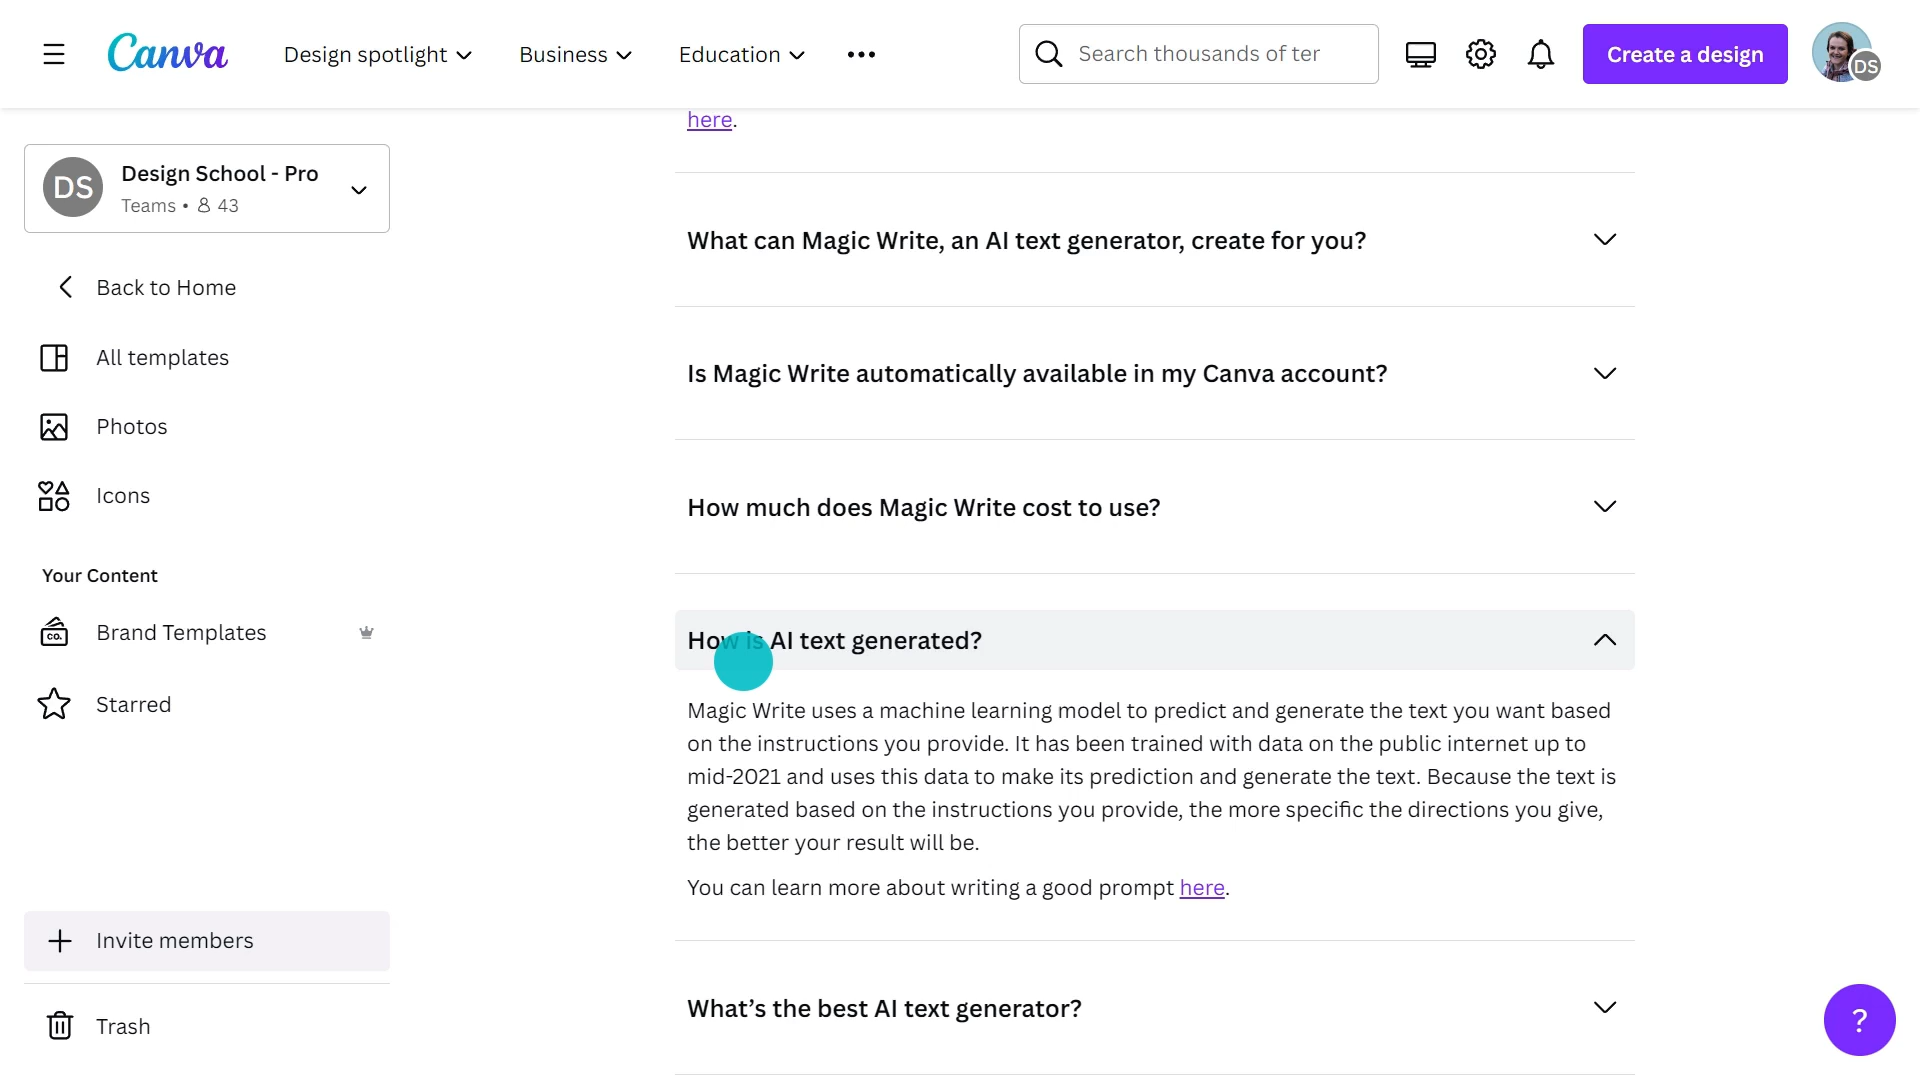 Canva
Design spotlight
Business
Education
Search thousands of ter
Create a design
DS
here.
DS
Design School - Pro
Teams • 43
Back to Home
All templates
Photos
Icons
Your Content
CO.
Brand Templates
Starred
Invite members
Trash
What can Magic Write, an AI text generator, create for you?
Is Magic Write automatically available in my Canva account?
How much does Magic Write cost to use?
How is AI text generated?
Magic Write uses a machine learning model to predict and generate the text you want based
on the instructions you provide. It has been trained with data on the public internet up to
mid-2021 and uses this data to make its prediction and generate the text. Because the text is
generated based on the instructions you provide, the more specific the directions you give,
the better your result will be.
You can learn more about writing a good prompt here.
What’s the best AI text generator?
?